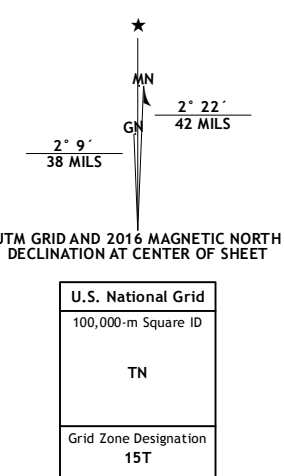 ★
MN
2° 22´
42 MILS
GN
2° 9´
38 MILS
UTM GRID AND 2016 MAGNETIC NORTH
DECLINATION AT CENTER OF SHEET
U.S. National Grid
100,000-m Square ID
TN
Grid Zone Designation
15T